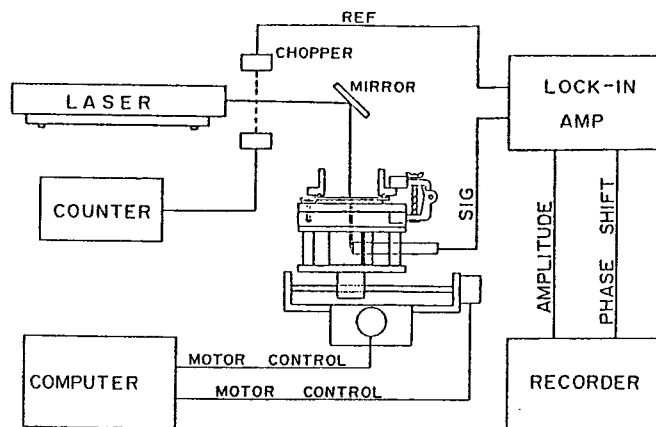 REF
CHOPPER
LASER
MIRROR
LOCK-IN
AMP
COUNTER
SIG
AMPLITUDE
PHASE SHIFT
MOTOR CONTROL
COMPUTER
MOTOR CONTROL
RECORDER